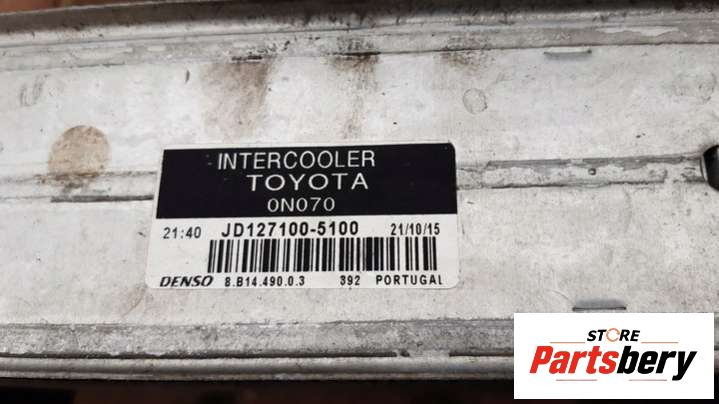 INTERCOOLER
TOYOTA
0N070
21:40 JD127100-5100 21/10/15
DENSO 8.B14.490.0.3 392 PORTUGAL
STORE
Partsbery